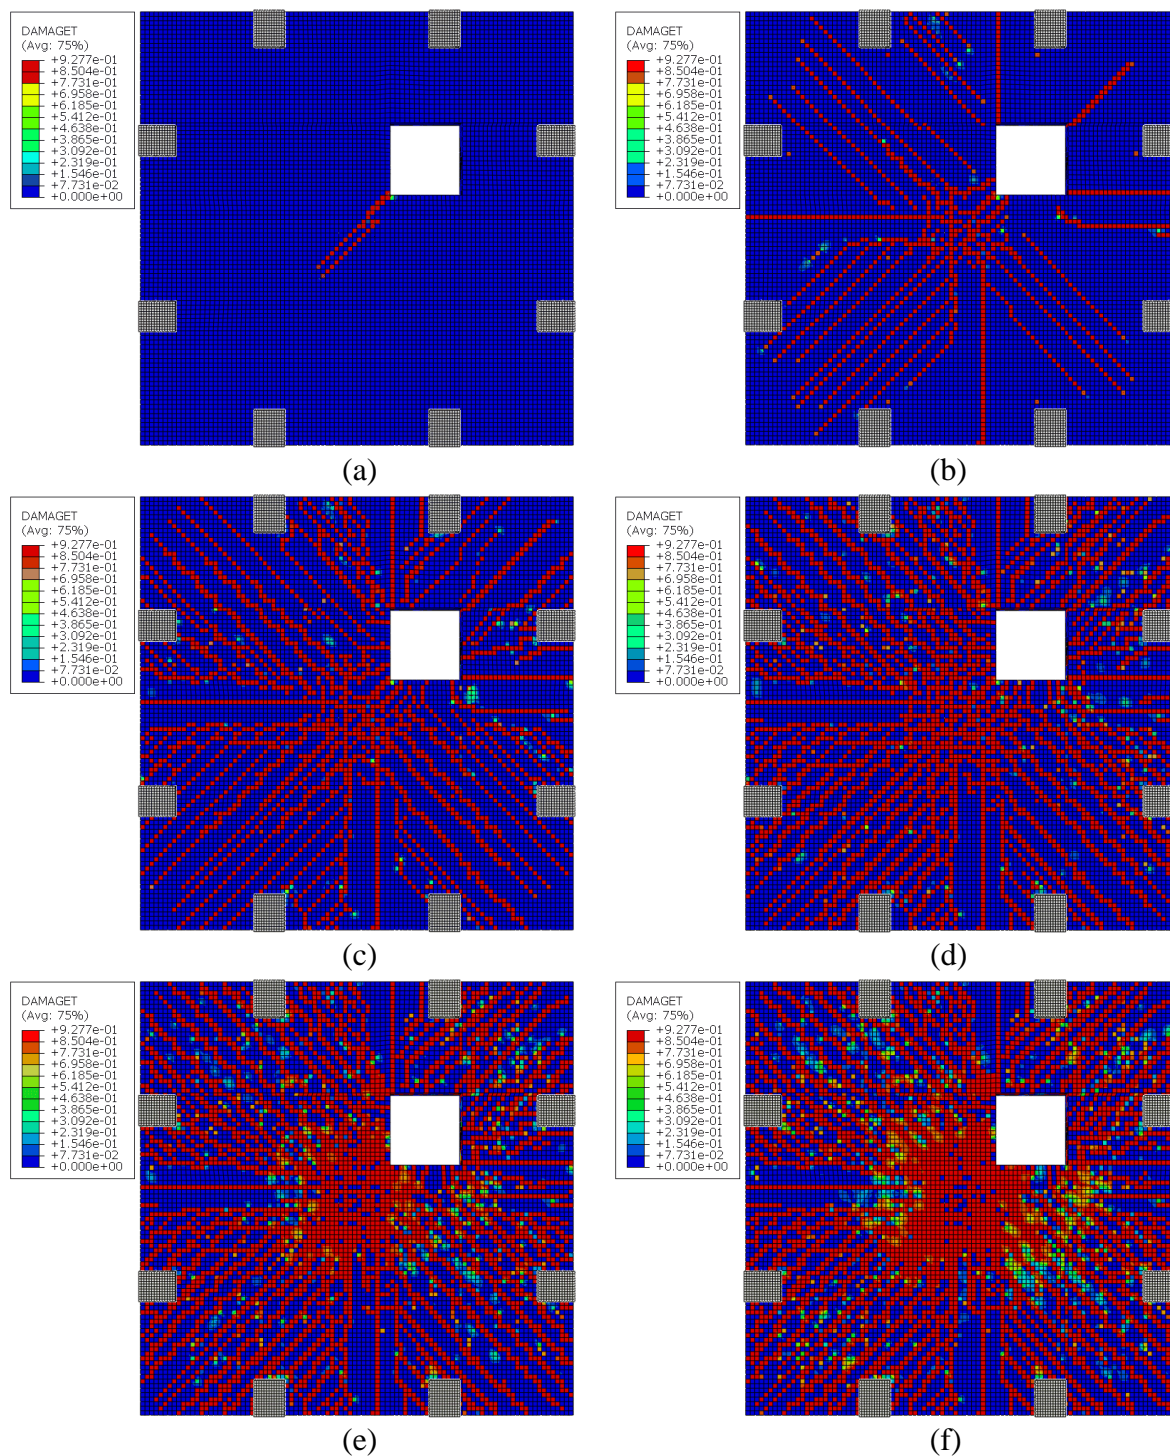 DAMAGET
(Avg: 75%)
+9.277e-01
+8.504e-01
+7.731e-01
+6.958e-01
+6.185e-01
+5.412e-01
+4.638e-01
+3.865e-01
+3.092e-01
+2.319e-01
+1.546e-01
+7.731e-02
+0.000e+00
(a)
DAMAGET
(Avg: 75%)
+9.277e-01
+8.504e-01
+7.731e-01
+6.958e-01
+6.185e-01
+5.412e-01
+4.638e-01
+3.865e-01
+3.092e-01
+2.319e-01
+1.546e-01
+7.731e-02
+0.000e+00
(b)
DAMAGET
(Avg: 75%)
+9.277e-01
+8.504e-01
+7.731e-01
+6.958e-01
+6.185e-01
+5.412e-01
+4.638e-01
+3.865e-01
+3.092e-01
+2.319e-01
+1.546e-01
+7.731e-02
+0.000e+00
(c)
DAMAGET
(Avg: 75%)
+9.277e-01
+8.504e-01
+7.731e-01
+6.958e-01
+6.185e-01
+5.412e-01
+4.638e-01
+3.865e-01
+3.092e-01
+2.319e-01
+1.546e-01
+7.731e-02
+0.000e+00
(d)
DAMAGET
(Avg: 75%)
+9.277e-01
+8.504e-01
+7.731e-01
+6.958e-01
+6.185e-01
+5.412e-01
+4.638e-01
+3.865e-01
+3.092e-01
+2.319e-01
+1.546e-01
+7.731e-02
+0.000e+00
(e)
DAMAGET
(Avg: 75%)
+9.277e-01
+8.504e-01
+7.731e-01
+6.958e-01
+6.185e-01
+5.412e-01
+4.638e-01
+3.865e-01
+3.092e-01
+2.319e-01
+1.546e-01
+7.731e-02
+0.000e+00
(f)